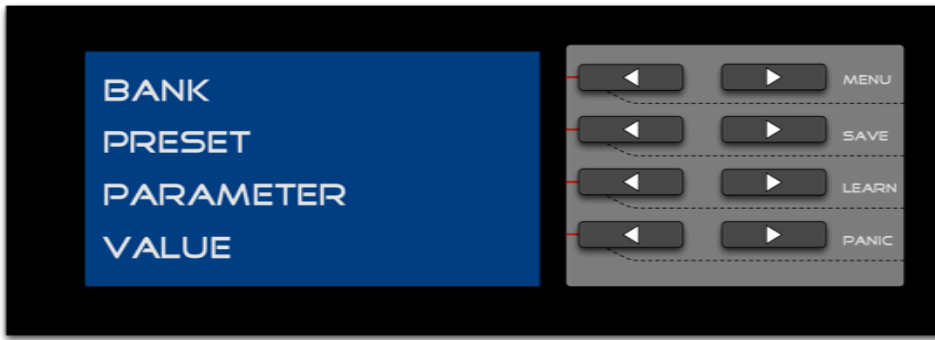 BANK
PRESET
PARAMETER
VALUE
MENU
SAVE
LEARN
PANIC